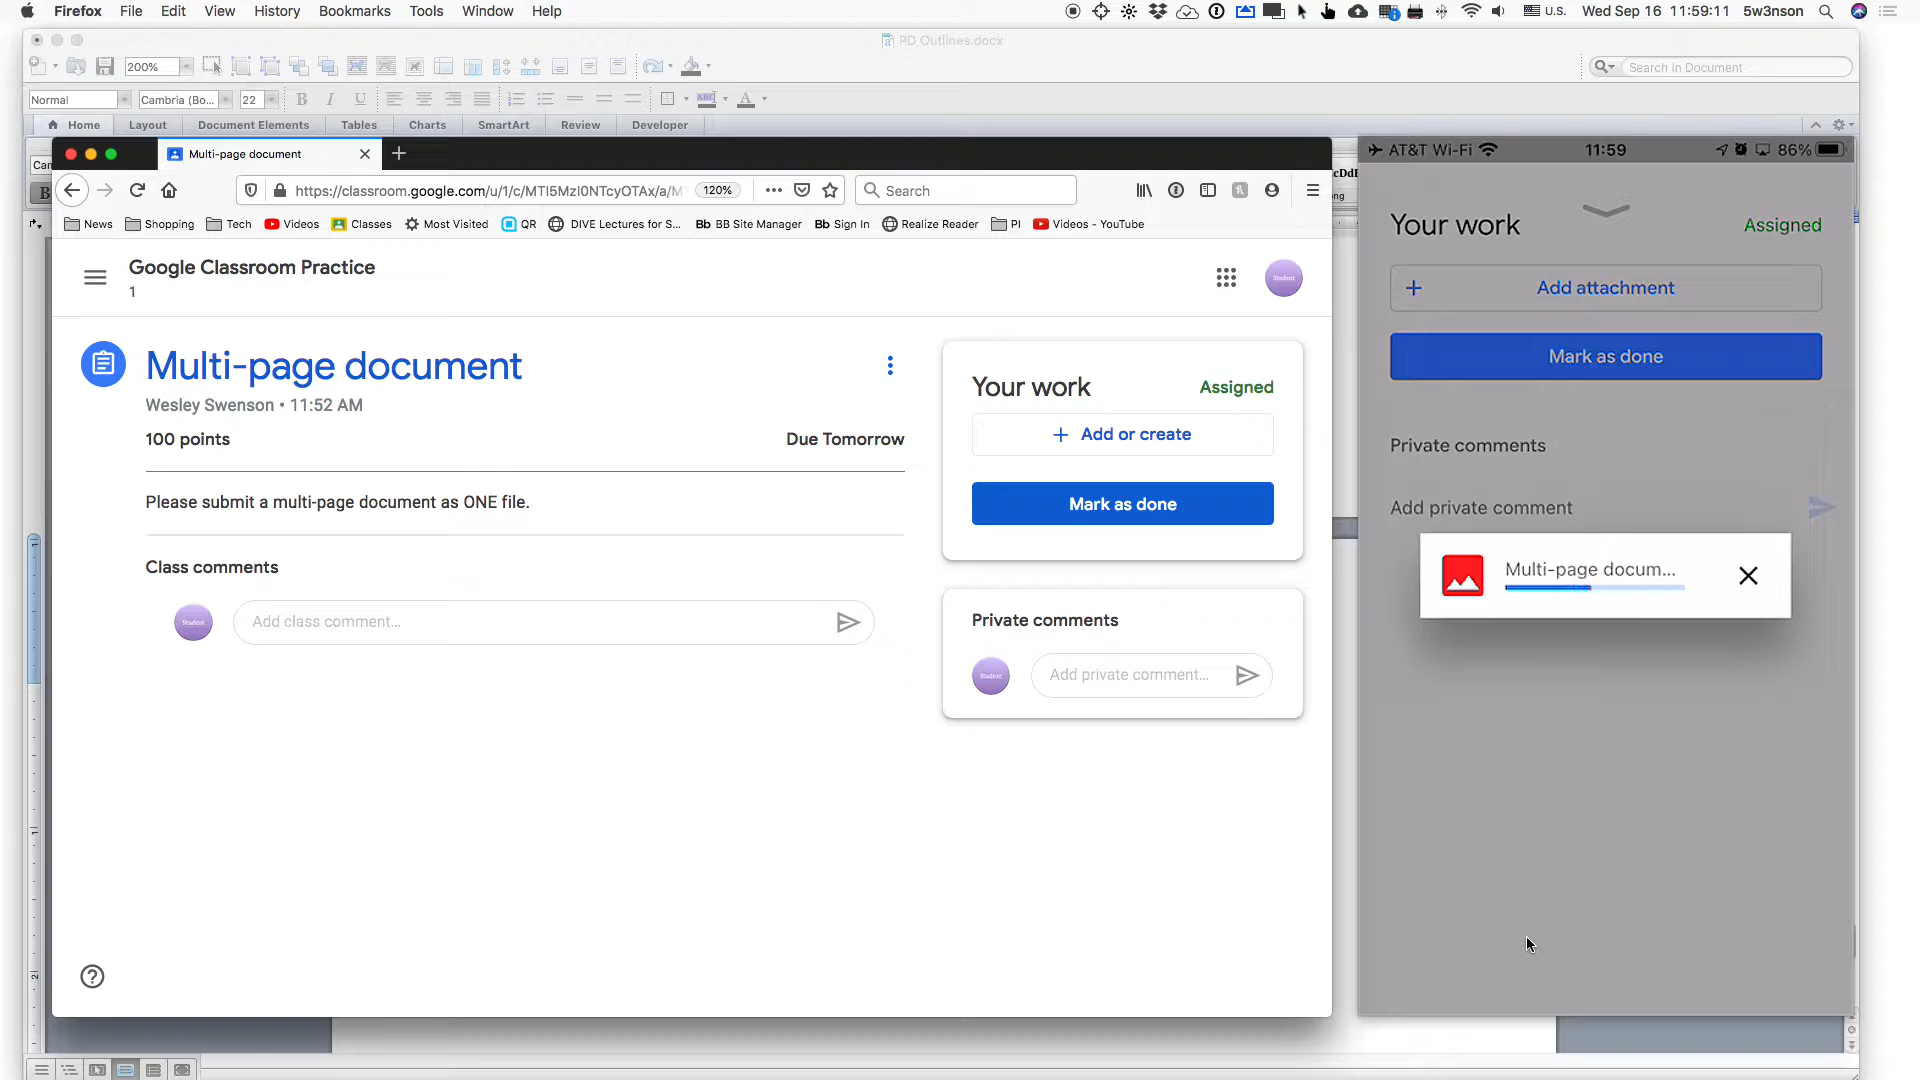 Firefox File Edit View History Bookmarks Tools Window Help
U.S. Wed Sep 16 11:59:11 5w3nson
PD Outlines.docx
200%
Search in Document
Normal Cambria (Bo... 22
B I U ABC A
Home Layout Document Elements Tables Charts SmartArt Review Developer
Multi-page document
https://classroom.google.com/u/1/c/MTI5MzI0NTcyOTAx/a/M 120% Search
News Shopping Tech Videos Classes Most Visited QR DIVE Lectures for S... Bb BB Site Manager Bb Sign In Realize Reader PI Videos - YouTube
Google Classroom Practice
1
Student
Multi-page document
Wesley Swenson • 11:52 AM
100 points Due Tomorrow
Please submit a multi-page document as ONE file.
Class comments
Student
Add class comment...
Your work Assigned
+ Add or create
Mark as done
Private comments
Student
Add private comment...
AT&T Wi-Fi 11:59 86%
Your work Assigned
+ Add attachment
Mark as done
Private comments
Add private comment
Multi-page docum...